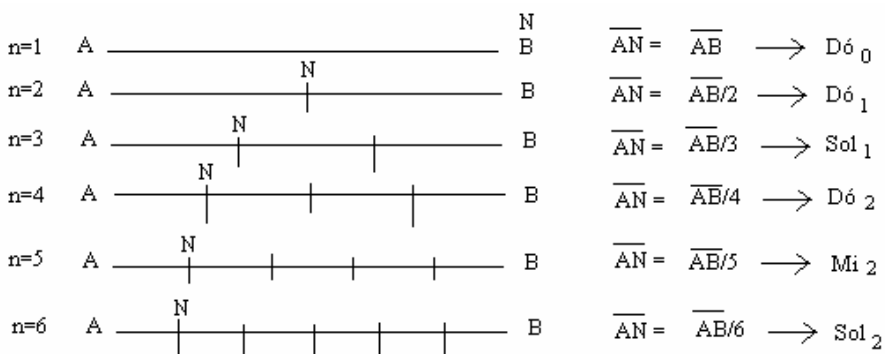 N
n=1 A B AN = AB → Dó 0
N
n=2 A B AN = AB/2 → Dó 1
N
n=3 A B AN = AB/3 → Sol 1
N
n=4 A B AN = AB/4 → Dó 2
N
n=5 A B AN = AB/5 → Mi 2
N
n=6 A B AN = AB/6 → Sol 2